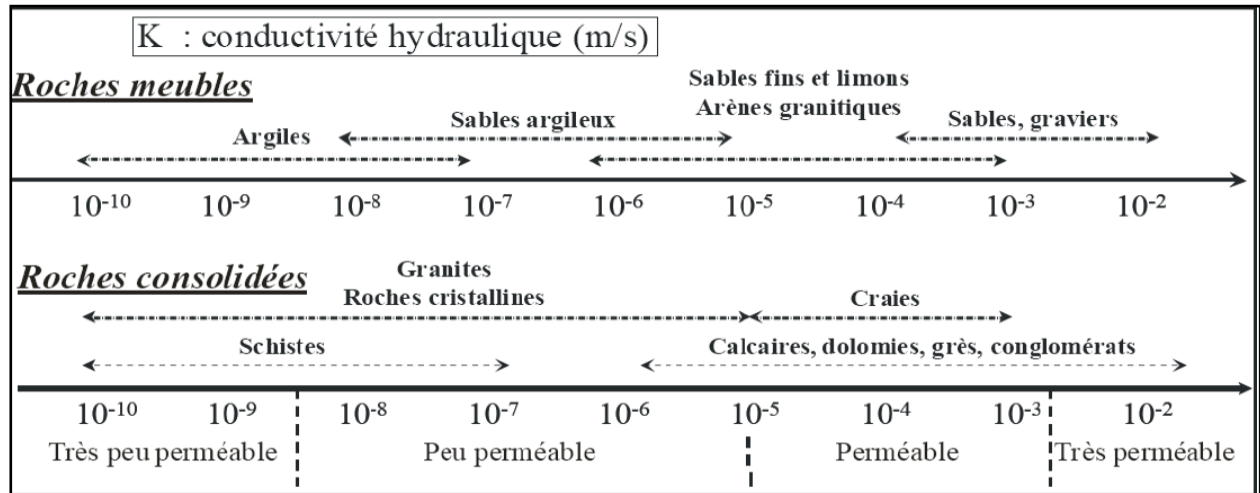 K : conductivité hydraulique (m/s)
Roches meubles
Sables fins et limons
Arènes granitiques
Argiles
Sables argileux
Sables, graviers
10⁻¹⁰ 10⁻⁹ 10⁻⁸ 10⁻⁷ 10⁻⁶ 10⁻⁵ 10⁻⁴ 10⁻³ 10⁻²
Roches consolidées
Granites
Roches cristallines
Craies
Schistes
Calcaires, dolomies, grès, conglomérats
10⁻¹⁰ 10⁻⁹ 10⁻⁸ 10⁻⁷ 10⁻⁶ 10⁻⁵ 10⁻⁴ 10⁻³ 10⁻²
Très peu perméable Peu perméable Perméable Très perméable